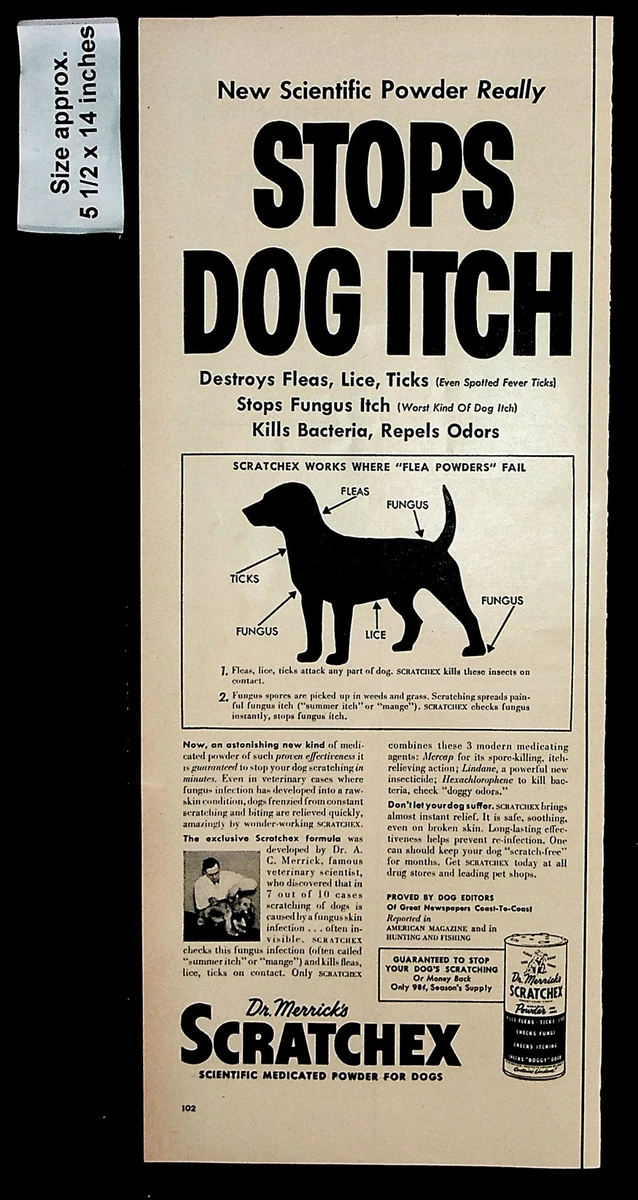 Size approx.
5 1/2 x 14 inches
New Scientific Powder Really
STOPS
DOG ITCH
Destroys Fleas, Lice, Ticks (Even Spotted Fever Ticks)
Stops Fungus Itch (Worst Kind Of Dog Itch)
Kills Bacteria, Repels Odors
SCRATCHEX WORKS WHERE "FLEA POWDERS" FAIL
FLEAS
FUNGUS
TICKS
FUNGUS
FUNGUS
LICE
1. Fleas, lice, ticks attack any part of dog. SCRATCHEX kills these insects on
contact.
2. Fungus spores are picked up in weeds and grass. Scratching spreads pain-
ful fungus itch ("summer itch" or "mange"). SCRATCHEX checks fungus
instantly, stops fungus itch.
Now, an astonishing new kind of medi-
cated powder of such proven effectiveness it
is guaranteed to stop your dog scratching in
minutes. Even in veterinary cases where
fungus infection has developed into a raw-
skin condition, dogs frenzied from constant
scratching and biting are relieved quickly,
amazingly by wonder-working SCRATCHEX.
The exclusive Scratchex formula was
developed by Dr. A.
C. Merrick, famous
veterinary scientist,
who discovered that in
7 out of 10 cases
scratching of dogs is
caused by a fungus skin
infection . . . often in-
visible. SCRATCHEX
checks this fungus infection (often called
"summer itch" or "mange") and kills fleas,
lice, ticks on contact. Only SCRATCHEX
combines these 3 modern medicating
agents: Mercap for its spore-killing, itch-
relieving action; Lindane, a powerful new
insecticide; Hexachlorophene to kill bac-
teria, check "doggy odors."
Don't let your dog suffer. SCRATCHEX brings
almost instant relief. It is safe, soothing,
even on broken skin. Long-lasting effec-
tiveness helps prevent re-infection. One
can should keep your dog "scratch-free"
for months. Get SCRATCHEX today at all
drug stores and leading pet shops.
PROVED BY DOG EDITORS
Of Great Newspapers Coast-To-Coast
Reported in
AMERICAN MAGAZINE and in
HUNTING AND FISHING
GUARANTEED TO STOP
YOUR DOG'S SCRATCHING
Or Money Back
Only 98¢, Season's Supply
Dr. Merrick's
SCRATCHEX
Powder
KILLS FLEAS - TICKS - LICE
CHECKS FUNGI
CHECKS ITCHING
CHECKS "DOGGY" ODOR
Dr. Merrick's
SCRATCHEX
SCIENTIFIC MEDICATED POWDER FOR DOGS
102